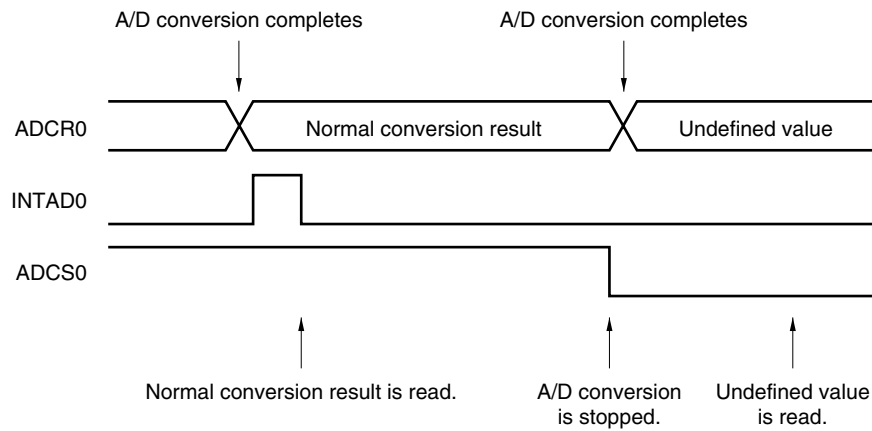 A/D conversion completes
A/D conversion completes
ADCR0
Normal conversion result
Undefined value
INTAD0
ADCS0
Normal conversion result is read.
A/D conversion
is stopped.
Undefined value
is read.